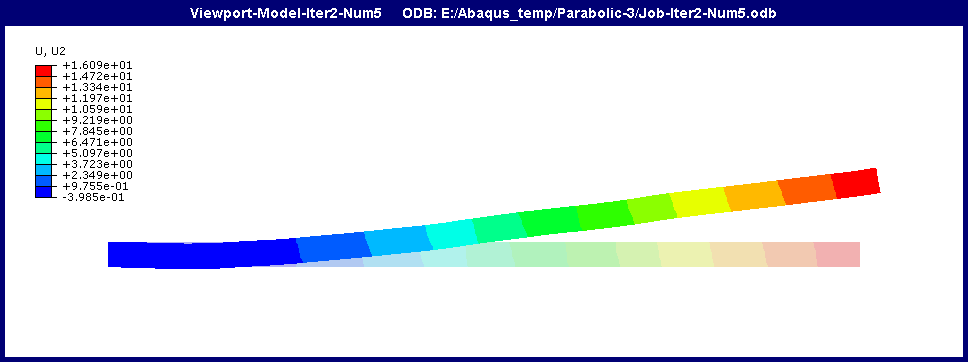 Viewport-Model-Iter2-Num5 ODB: E:/Abaqus_temp/Parabolic-3/Job-Iter2-Num5.odb
U, U2
+1.609e+01
+1.472e+01
+1.334e+01
+1.197e+01
+1.059e+01
+9.219e+00
+7.845e+00
+6.471e+00
+5.097e+00
+3.723e+00
+2.349e+00
+9.755e-01
-3.985e-01